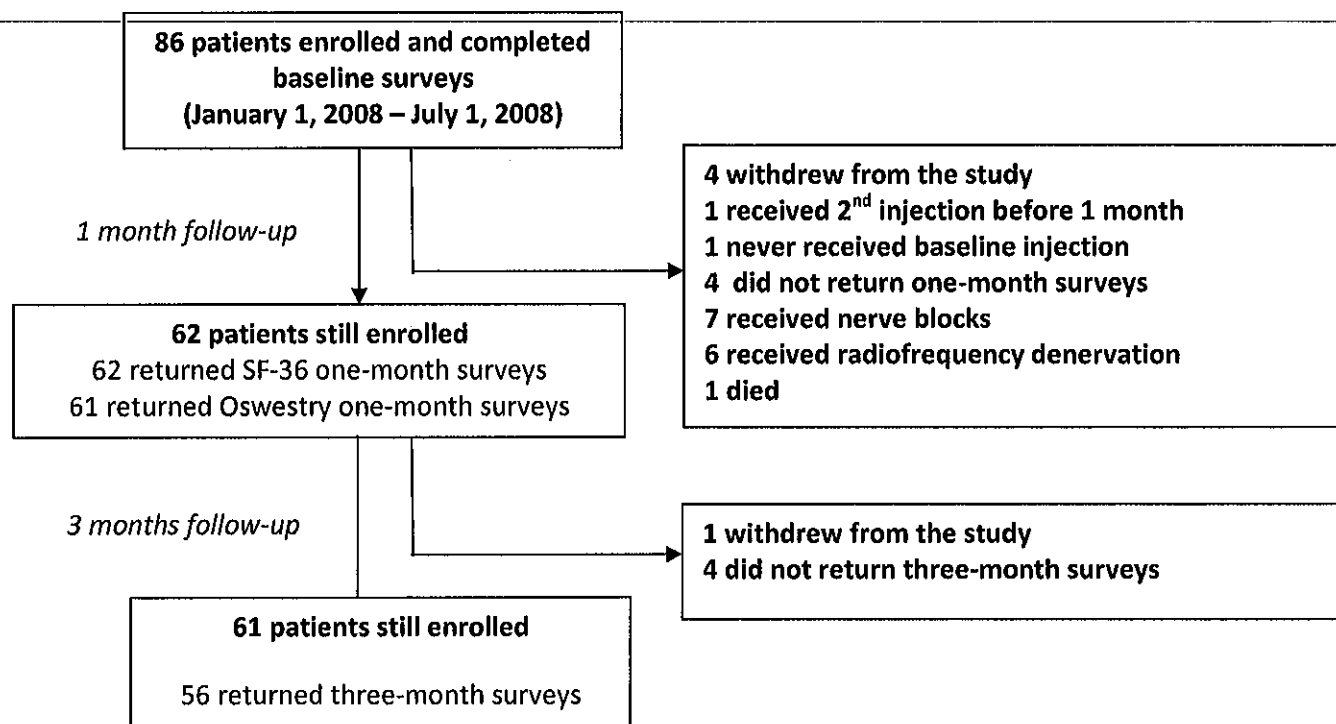 86 patients enrolled and completed
baseline surveys
(January 1, 2008 – July 1, 2008)
1 month follow-up
4 withdrew from the study
1 received 2nd injection before 1 month
1 never received baseline injection
4 did not return one-month surveys
7 received nerve blocks
6 received radiofrequency denervation
1 died
62 patients still enrolled
62 returned SF-36 one-month surveys
61 returned Oswestry one-month surveys
3 months follow-up
1 withdrew from the study
4 did not return three-month surveys
61 patients still enrolled
56 returned three-month surveys